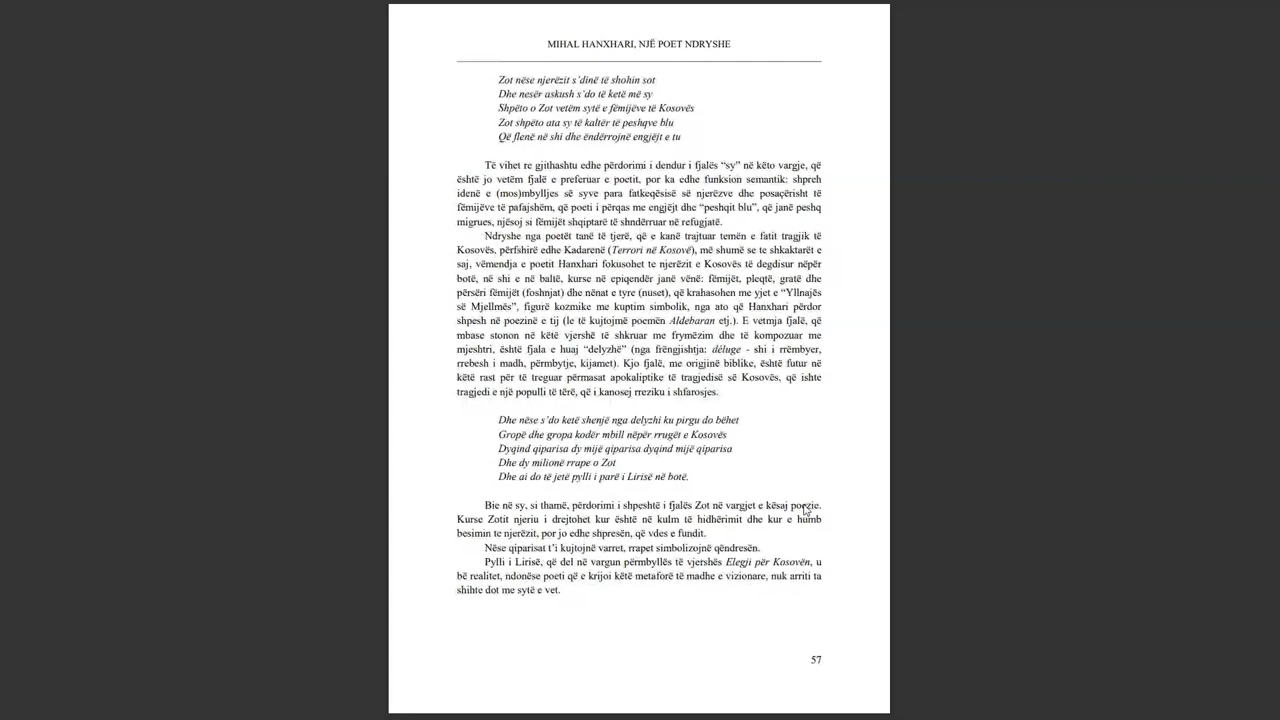 MIHAL HANXHARI, NJË POET NDRYSHE
Zot nëse njerëzit s'dinë të shohin sot
Dhe nesër askush s'do të ketë më sy
Shpëto o Zot vetëm sytë e fëmijëve të Kosovës
Zot shpëto ata sy të kaltër të peshqve blu
Që flenë në shi dhe ëndërrojnë engjëjt e tu
Të vihet re gjithashtu edhe përdorimi i dendur i fjalës “sy” në këto vargje, që
është jo vetëm fjalë e preferuar e poetit, por ka edhe funksion semantik: shpreh
idenë e (mos)mbylljes së syve para fatkeqësisë së njerëzve dhe posaçërisht të
fëmijëve të pafajshëm, që poeti i përqas me engjëjt dhe “peshqit blu”, që janë peshq
migrues, njësoj si fëmijët shqiptarë të shndërruar në refugjatë.
Ndryshe nga poetët tanë të tjerë, që e kanë trajtuar temën e fatit tragjik të
Kosovës, përfshirë edhe Kadarenë (Terrori në Kosovë), më shumë se te shkaktarët e
saj, vëmendja e poetit Hanxhari fokusohet te njerëzit e Kosovës të degdisur nëpër
botë, në shi e në baltë, kurse në epiqendër janë vënë: fëmijët, pleqtë, gratë dhe
përsëri fëmijët (foshnjat) dhe nënat e tyre (nuset), që krahasohen me yjet e “Yllnajës
së Mjellmës”, figurë kozmike me kuptim simbolik, nga ato që Hanxhari përdor
shpesh në poezinë e tij (le të kujtojmë poemën Aldebaran etj.). E vetmja fjalë, që
mbase stonon në këtë vjershë të shkruar me frymëzim dhe të kompozuar me
mjeshtri, është fjala e huaj “delyzhë” (nga frëngjishtja: déluge - shi i rrëmbyer,
rrebesh i madh, përmbytje, kijamet). Kjo fjalë, me origjinë biblike, është futur në
këtë rast për të treguar përmasat apokaliptike të tragjedisë së Kosovës, që ishte
tragjedi e një populli të tërë, që i kanosej rreziku i shfarosjes.
Dhe nëse s'do ketë shenjë nga delyzhi ku pirgu do bëhet
Gropë dhe gropa kodër mbill nëpër rrugët e Kosovës
Dyqind qiparisa dy mijë qiparisa dyqind mijë qiparisa
Dhe dy milionë rrape o Zot
Dhe ai do të jetë pylli i parë i Lirisë në botë.
Bie në sy, si thamë, përdorimi i shpeshtë i fjalës Zot në vargjet e kësaj poezie.
Kurse Zotit njeriu i drejtohet kur është në kulm të hidhërimit dhe kur e humb
besimin te njerëzit, por jo edhe shpresën, që vdes e fundit.
Nëse qiparisat t'i kujtojnë varret, rrapet simbolizojnë qëndresën.
Pylli i Lirisë, që del në vargun përmbyllës të vjershës Elegji për Kosovën, u
bë realitet, ndonëse poeti që e krijoi këtë metaforë të madhe e vizionare, nuk arriti ta
shihte dot me sytë e vet.
57